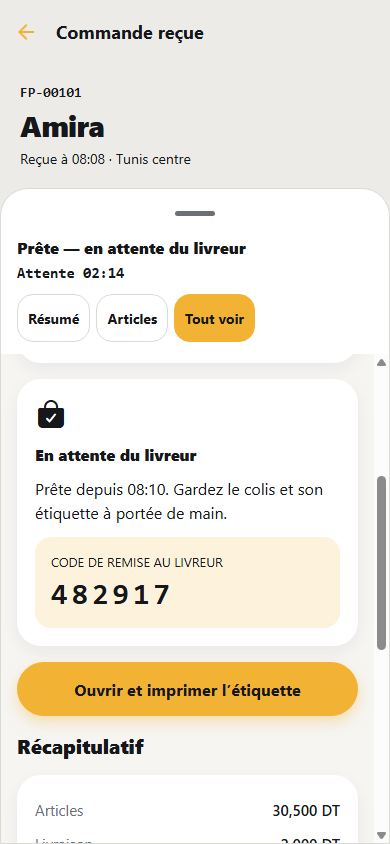 Commande reçue
FP-00101
Amira
Reçue à 08:08 · Tunis centre
Prête — en attente du livreur
Attente 02:14
Résumé Articles Tout voir
En attente du livreur
Prête depuis 08:10. Gardez le colis et son
étiquette à portée de main.
CODE DE REMISE AU LIVREUR
482917
Ouvrir et imprimer l’étiquette
Récapitulatif
Articles 30,500 DT